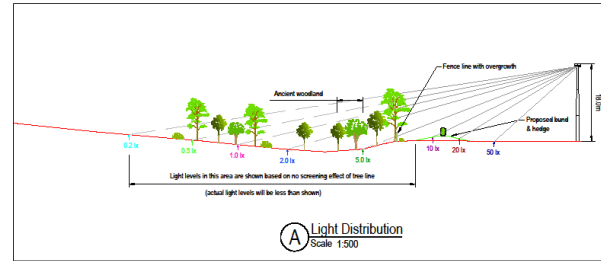 Fence line with overgrowth
Ancient woodland
18.0m
Proposed bund
& hedge
0.2 lx
0.5 lx
1.0 lx
2.0 lx
5.0 lx
10 lx
20 lx
50 lx
Light levels in this area are shown based on no screening effect of tree line
(actual light levels will be less than shown)
A
Light Distribution
Scale 1:500